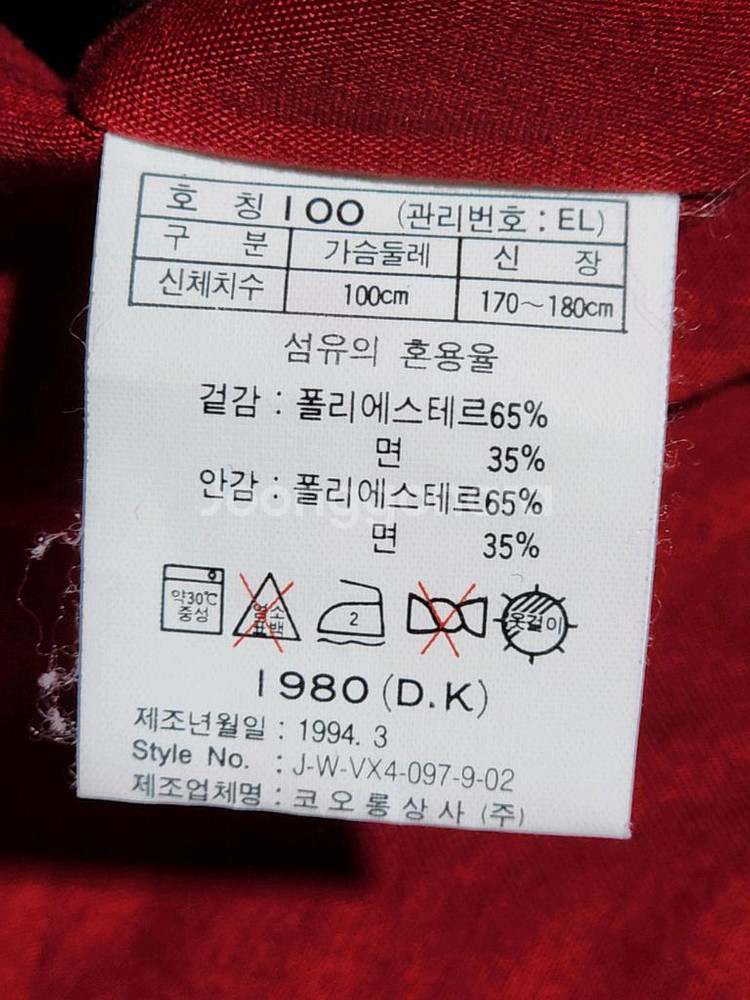 호 칭 100 (관리번호 : EL)
구 분 가슴둘레 신 장
신체치수 100cm 170~180cm
섬유의 혼용율
겉감 : 폴리에스테르65%
면 35%
안감 : 폴리에스테르65%
면 35%
약30℃ 중성 염소 표백 2 옷걸이
1980 (D.K)
제조년월일 : 1994. 3
Style No. : J-W-VX4-097-9-02
제조업체명 : 코오롱상사 (주)